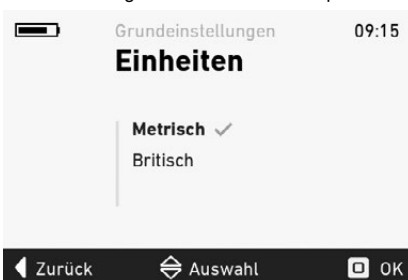 Grundeinstellungen 09:15
Einheiten
Metrisch
Britisch
Zurück Auswahl OK